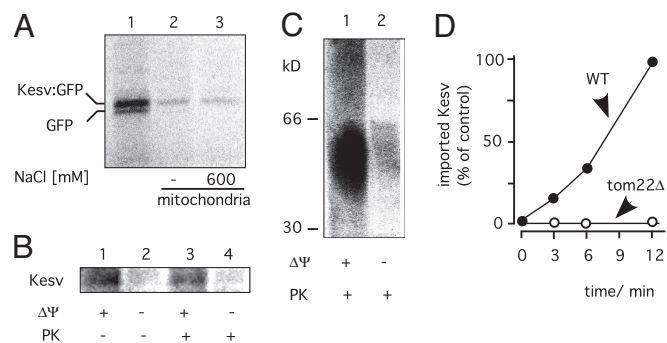 A
1 2 3
Kesv:GFP
GFP
NaCl [mM] - 600
mitochondria
B
1 2 3 4
Kesv
ΔΨ + - + -
PK - - + +
C
1 2
kD
66
30
ΔΨ + -
PK + +
D
imported Kesv
(% of control)
100
50
0
WT
tom22Δ
0 3 6 9 12
time/ min